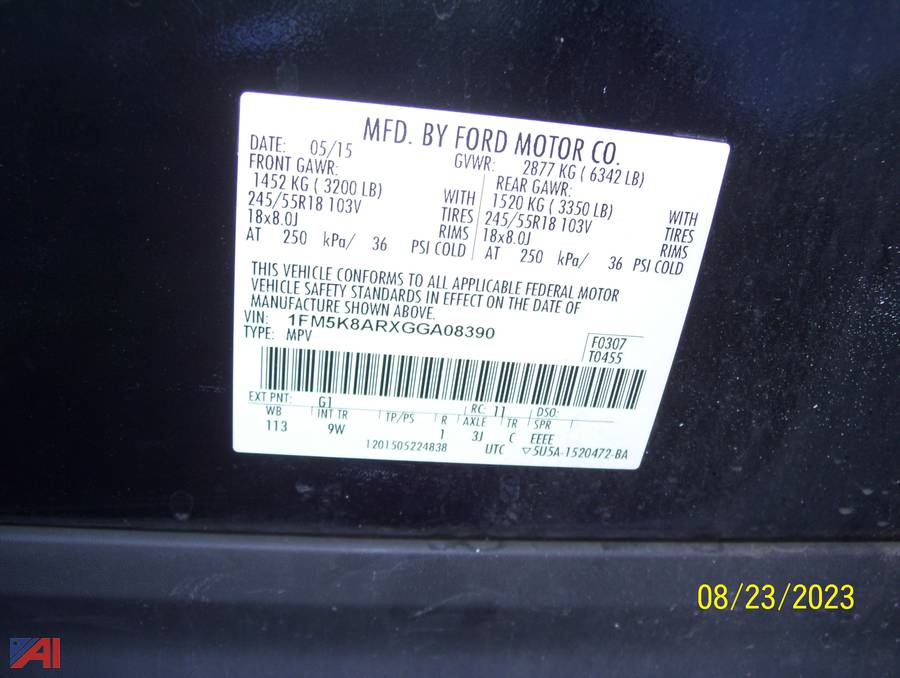 MFD. BY FORD MOTOR CO.
DATE: 05/15 GVWR: 2877 KG ( 6342 LB)
FRONT GAWR: REAR GAWR:
1452 KG ( 3200 LB) WITH 1520 KG ( 3350 LB) WITH
245/55R18 103V TIRES 245/55R18 103V TIRES
18x8.0J RIMS 18x8.0J RIMS
AT 250 kPa/ 36 PSI COLD AT 250 kPa/ 36 PSI COLD
THIS VEHICLE CONFORMS TO ALL APPLICABLE FEDERAL MOTOR
VEHICLE SAFETY STANDARDS IN EFFECT ON THE DATE OF
MANUFACTURE SHOWN ABOVE.
VIN: 1FM5K8ARXGGA08390
TYPE: MPV
F0307
T0455
EXT PNT: G1 RC: 11 DSO:
WB INT TR TP/PS R AXLE TR SPR
113 9W 1 3J C EEEE
1201505224838 UTC ▽5U5A-1520472-BA
08/23/2023
AI